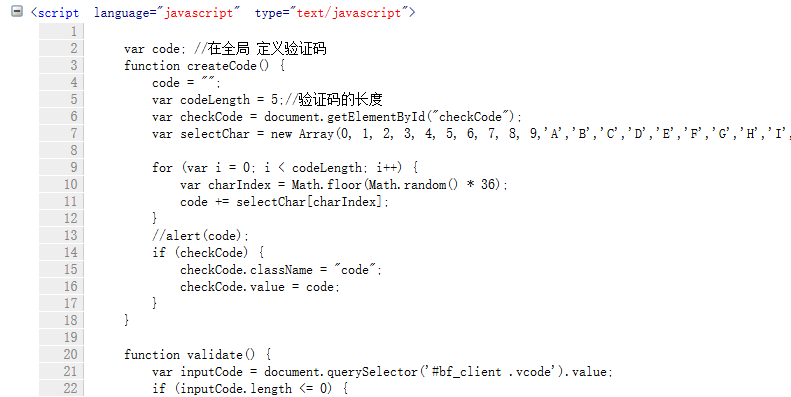 <script language="javascript" type="text/javascript">
1
2 var code; //在全局 定义验证码
3 function createCode() {
4 code = "";
5 var codeLength = 5;//验证码的长度
6 var checkCode = document.getElementById("checkCode");
7 var selectChar = new Array(0, 1, 2, 3, 4, 5, 6, 7, 8, 9,'A','B','C','D','E','F','G','H','I',
8
9 for (var i = 0; i < codeLength; i++) {
10 var charIndex = Math.floor(Math.random() * 36);
11 code += selectChar[charIndex];
12 }
13 //alert(code);
14 if (checkCode) {
15 checkCode.className = "code";
16 checkCode.value = code;
17 }
18 }
19
20 function validate() {
21 var inputCode = document.querySelector('#bf_client .vcode').value;
22 if (inputCode.length <= 0) {